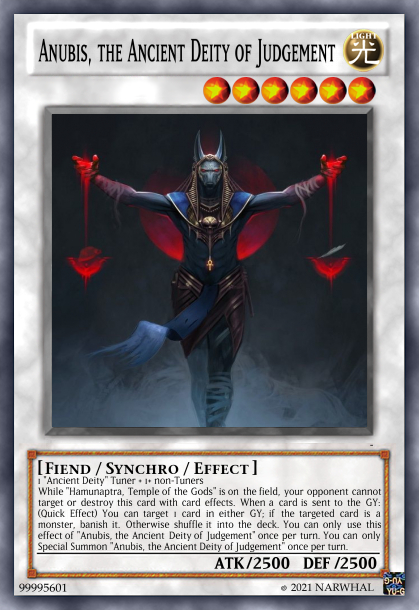 Anubis, the Ancient Deity of Judgement
LIGHT
光
[Fiend / Synchro / Effect]
1 "Ancient Deity" Tuner + 1+ non-Tuners
While "Hamunaptra, Temple of the Gods" is on the field, your opponent cannot
target or destroy this card with card effects. When a card is sent to the GY:
(Quick Effect) You can target 1 card in either GY; if the targeted card is a
monster, banish it. Otherwise shuffle it into the deck. You can only use this
effect of "Anubis, the Ancient Deity of Judgement" once per turn. You can only
Special Summon "Anubis, the Ancient Deity of Judgement" once per turn.
ATK/2500 DEF/2500
99995601
© 2021 NARWHAL